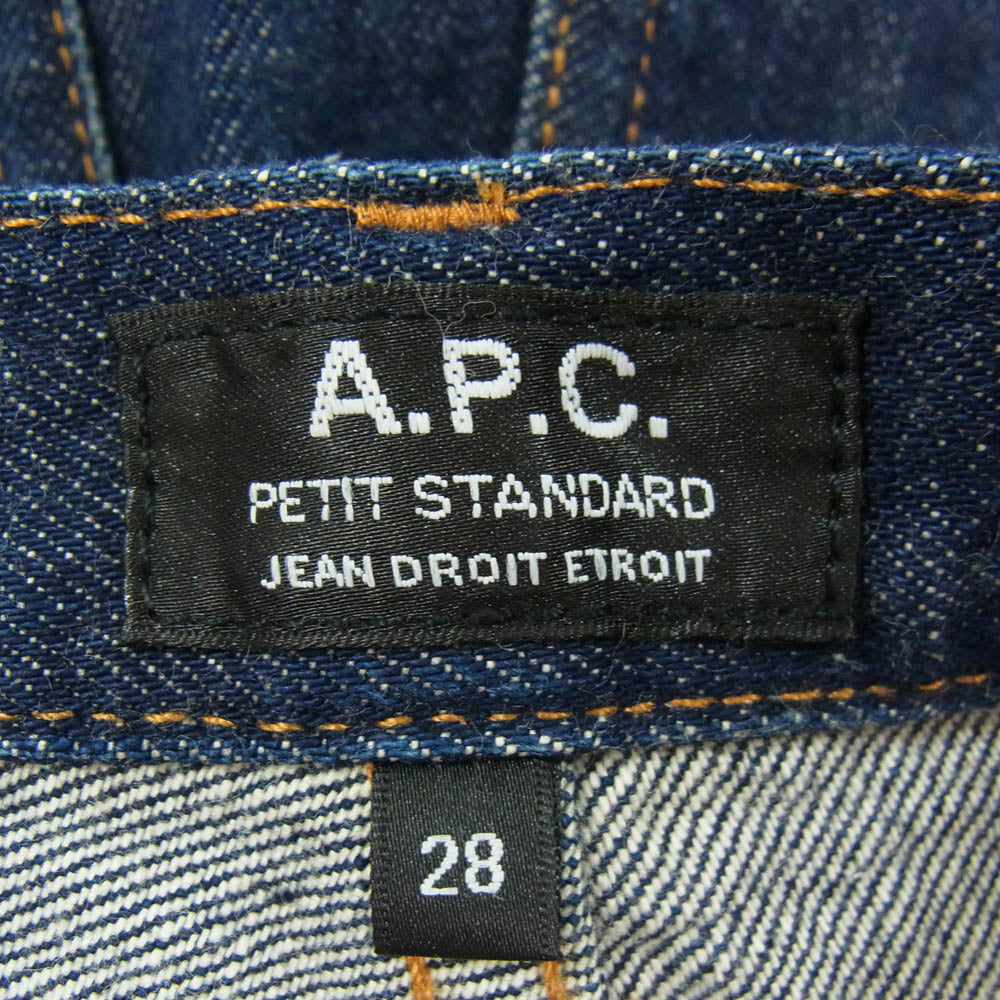 A.P.C.
PETIT STANDARD
JEAN DROIT ETROIT
28